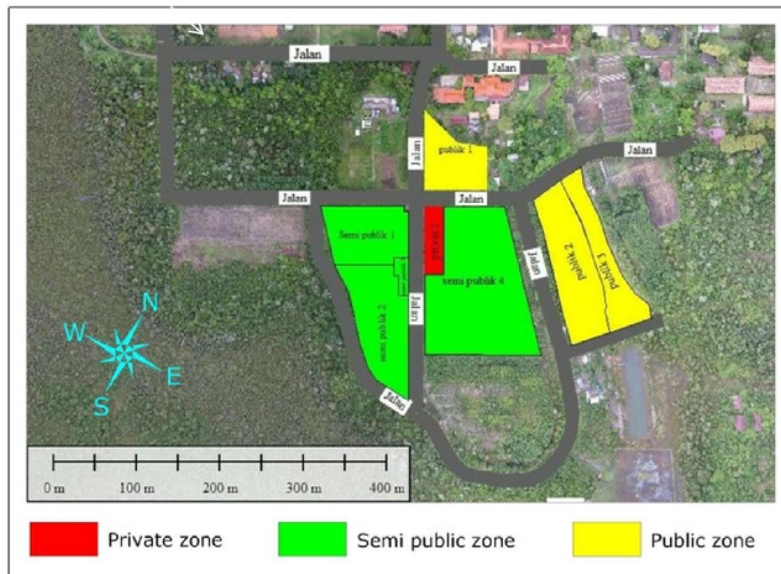 Jalan
Jalan
publik 1
Jalan
Jalan
Jalan
Jalan
Semi publik 1
semi publik 4
publik 2
publik 3
Jalan
semi publik 2
Jalan
Jalan
N
W
E
S
0 m
100 m
200 m
300 m
400 m
Private zone
Semi public zone
Public zone